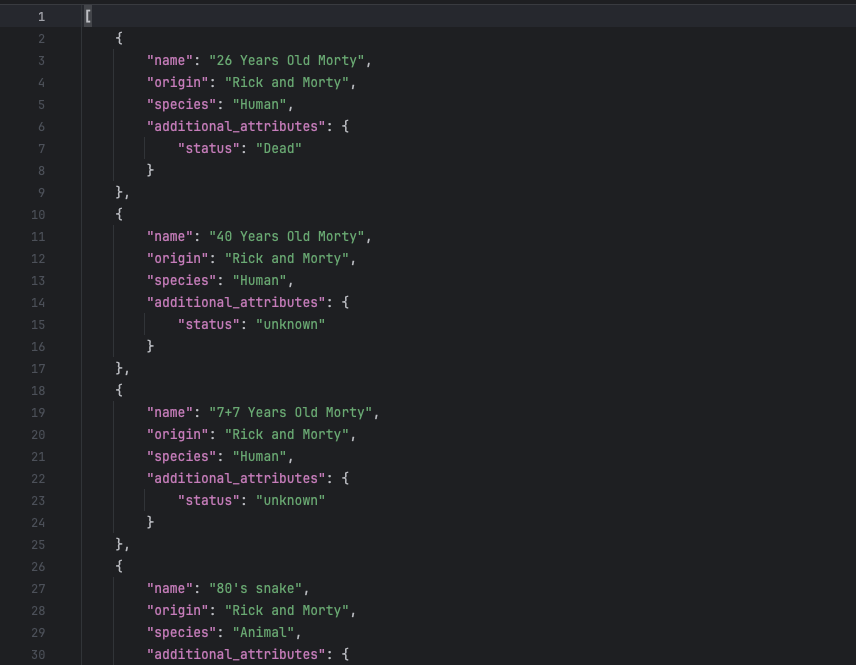 1 [
2     {
3         "name": "26 Years Old Morty",
4         "origin": "Rick and Morty",
5         "species": "Human",
6         "additional_attributes": {
7             "status": "Dead"
8         }
9     },
10     {
11         "name": "40 Years Old Morty",
12         "origin": "Rick and Morty",
13         "species": "Human",
14         "additional_attributes": {
15             "status": "unknown"
16         }
17     },
18     {
19         "name": "7+7 Years Old Morty",
20         "origin": "Rick and Morty",
21         "species": "Human",
22         "additional_attributes": {
23             "status": "unknown"
24         }
25     },
26     {
27         "name": "80's snake",
28         "origin": "Rick and Morty",
29         "species": "Animal",
30         "additional_attributes": {